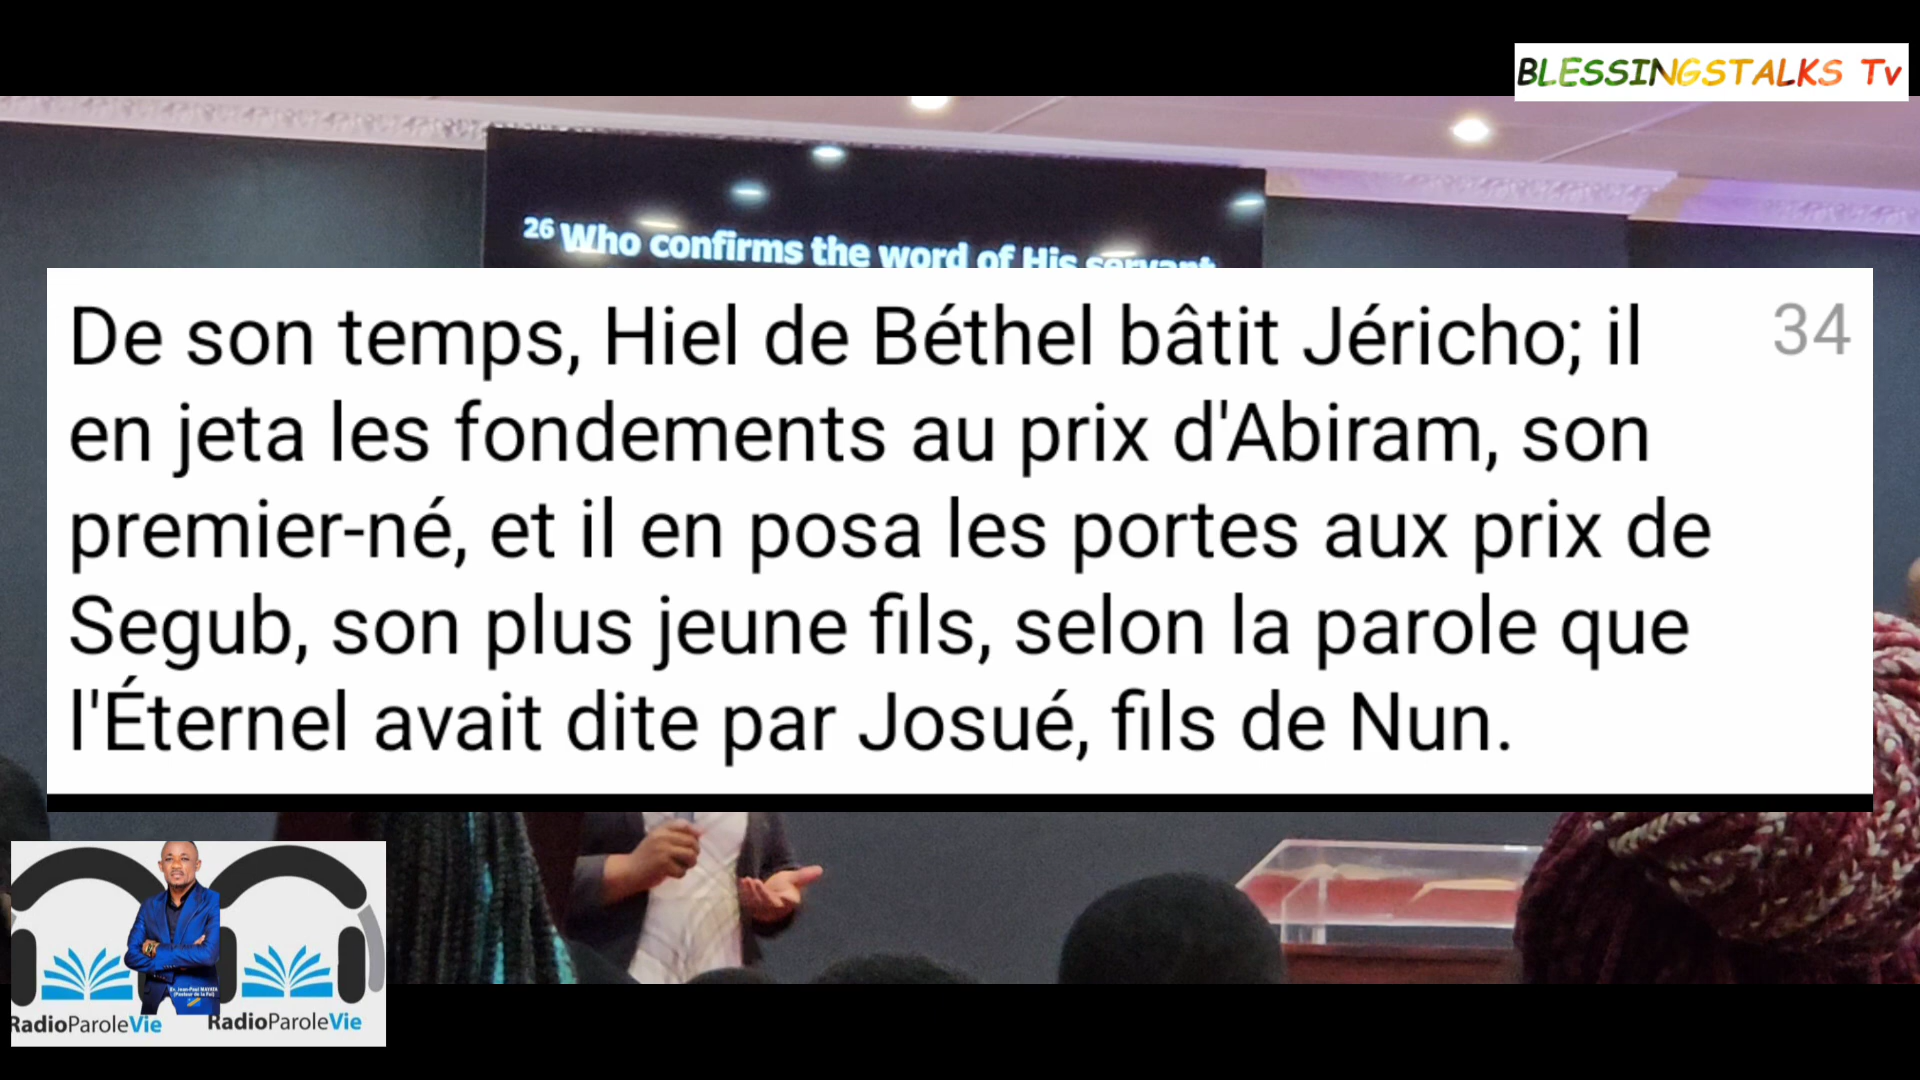 BLESSINGSTALKS Tv
26 Who confirms the word of His servant
De son temps, Hiel de Béthel bâtit Jéricho; il 34
en jeta les fondements au prix d'Abiram, son
premier-né, et il en posa les portes aux prix de
Segub, son plus jeune fils, selon la parole que
l'Éternel avait dite par Josué, fils de Nun.
RadioParoleVie
RadioParoleVie